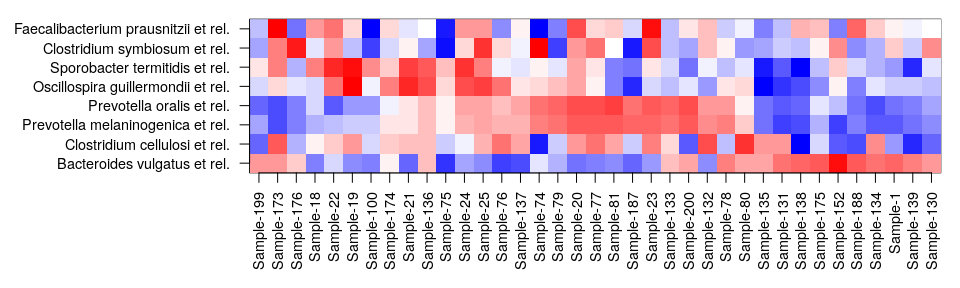 Faecalibacterium prausnitzii et rel.
Clostridium symbiosum et rel.
Sporobacter termitidis et rel.
Oscillospira guillermondii et rel.
Prevotella oralis et rel.
Prevotella melaninogenica et rel.
Clostridium cellulosi et rel.
Bacteroides vulgatus et rel.
Sample-199
Sample-173
Sample-176
Sample-18
Sample-22
Sample-19
Sample-100
Sample-174
Sample-21
Sample-136
Sample-75
Sample-24
Sample-25
Sample-76
Sample-137
Sample-74
Sample-79
Sample-20
Sample-77
Sample-81
Sample-187
Sample-23
Sample-133
Sample-200
Sample-132
Sample-78
Sample-80
Sample-135
Sample-131
Sample-138
Sample-175
Sample-152
Sample-188
Sample-134
Sample-1
Sample-139
Sample-130